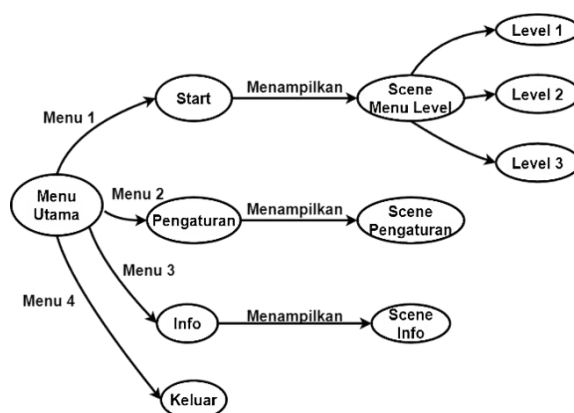 Level 1
Menu 1
Start
Menampilkan
Scene
Menu Level
Level 2
Level 3
Menu
Utama
Menu 2
Pengaturan
Menampilkan
Scene
Pengaturan
Menu 3
Menu 4
Info
Menampilkan
Scene
Info
Keluar